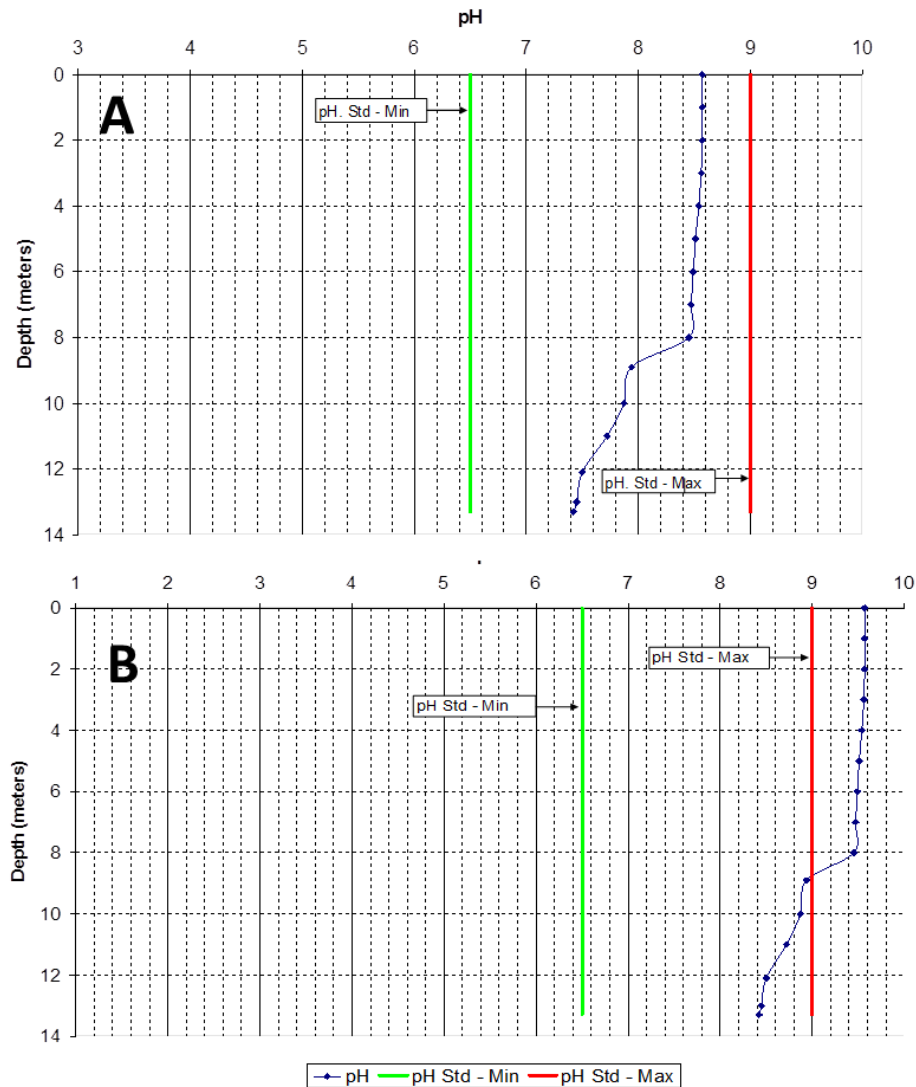 pH
3 4 5 6 7 8 9 10
0
A
pH. Std - Min
2
4
6
8
10
12
pH. Std - Max
14
Depth (meters)
1 2 3 4 5 6 7 8 9 10
0
B
pH Std - Max
2
pH Std - Min
4
6
8
10
12
14
Depth (meters)
pH pH Std - Min pH Std - Max